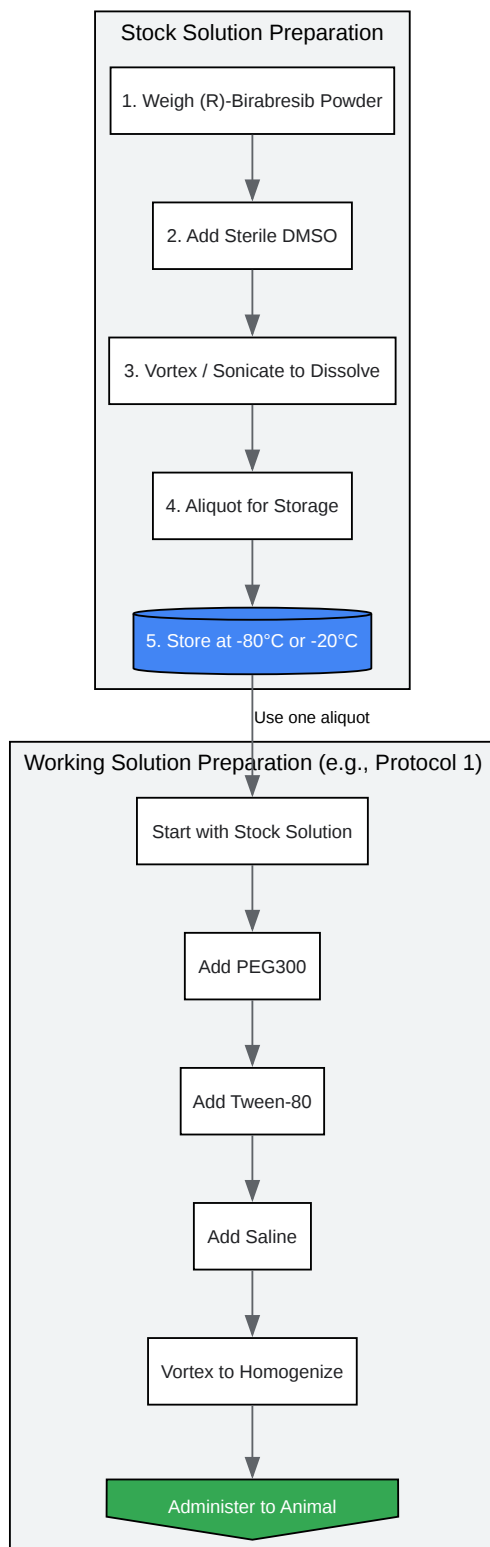 Stock Solution Preparation
1. Weigh (R)-Birabresib Powder
2. Add Sterile DMSO
3. Vortex / Sonicate to Dissolve
4. Aliquot for Storage
5. Store at -80°C or -20°C
Use one aliquot
Working Solution Preparation (e.g., Protocol 1)
Start with Stock Solution
Add PEG300
Add Tween-80
Add Saline
Vortex to Homogenize
Administer to Animal